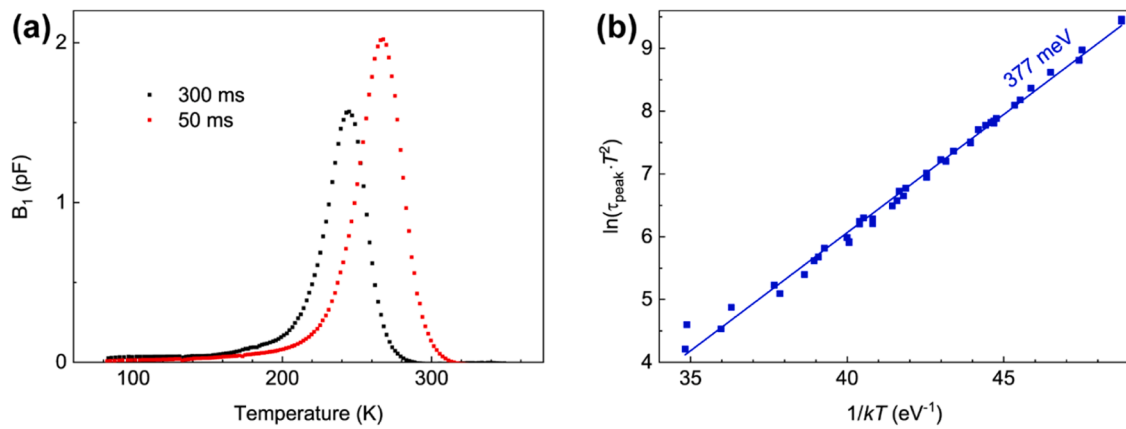 (a)
2
1
0
B₁ (pF)
300 ms
50 ms
100
200
300
Temperature (K)
(b)
9
8
7
6
5
4
ln(τpeak·T²)
377 meV
35
40
45
1/kT (eV⁻¹)